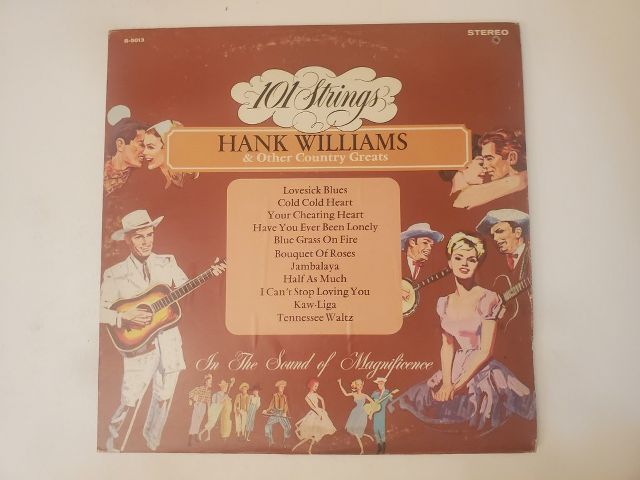 S-5013
STEREO
101 Strings
HANK WILLIAMS
& Other Country Greats
Lovesick Blues
Cold Cold Heart
Your Cheating Heart
Have You Ever Been Lonely
Blue Grass On Fire
Bouquet Of Roses
Jambalaya
Half As Much
I Can't Stop Loving You
Kaw-Liga
Tennessee Waltz
In The Sound of Magnificence